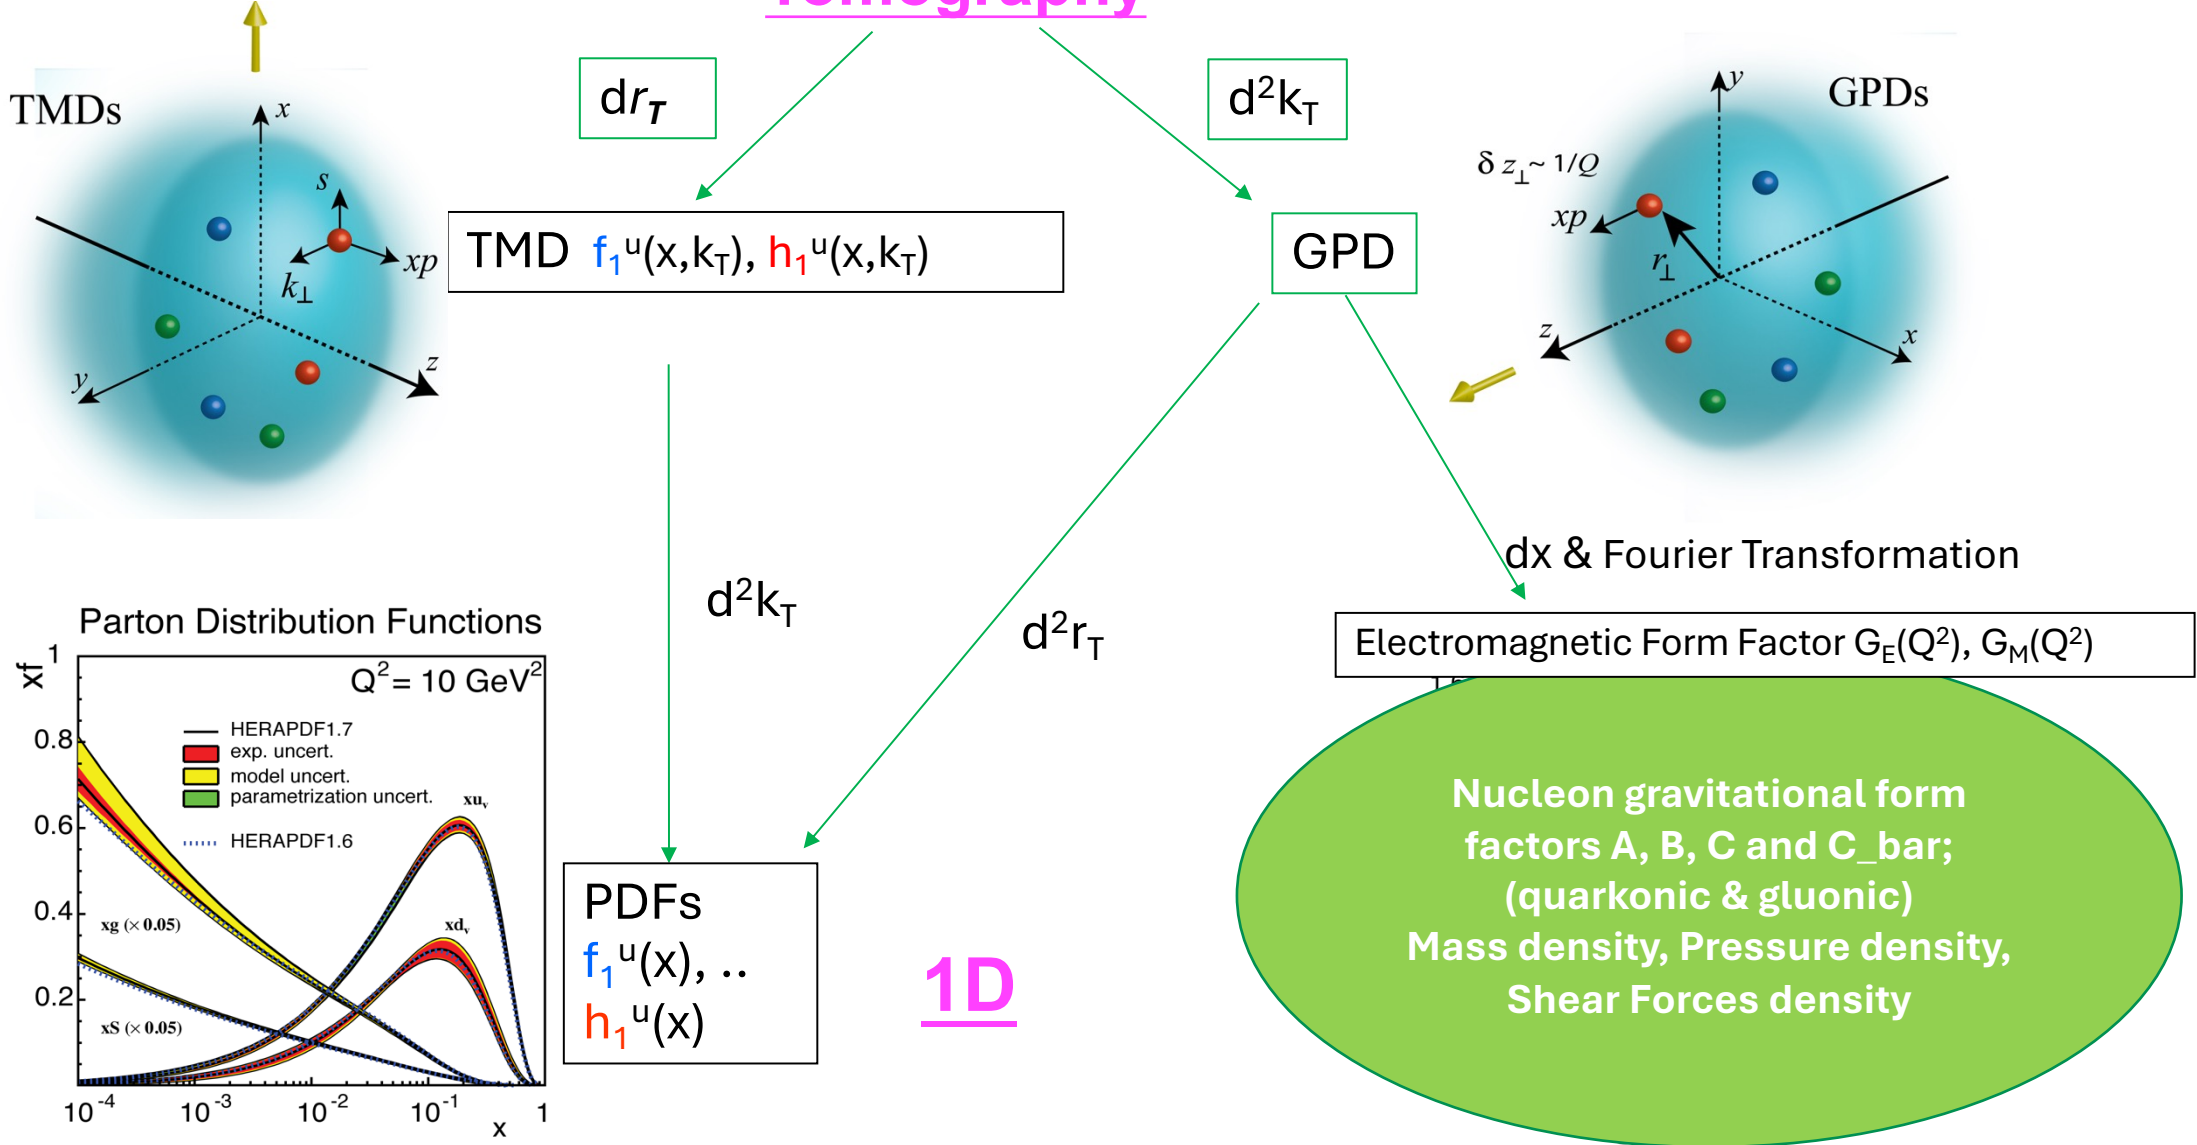 Tomography
TMDs
x
s
xp
k⊥
y
z
dr_T
d²k_T
GPDs
y
δ z⊥ ~ 1/Q
xp
r⊥
z
x
TMD f₁ᵘ(x,k_T), h₁ᵘ(x,k_T)
GPD
dx & Fourier Transformation
d²k_T
d²r_T
Electromagnetic Form Factor G_E(Q²), G_M(Q²)
Nucleon gravitational form
factors A, B, C and C_bar;
(quarkonic & gluonic)
Mass density, Pressure density,
Shear Forces density
Parton Distribution Functions
xf
1
Q² = 10 GeV²
HERAPDF1.7
exp. uncert.
model uncert.
parametrization uncert.
HERAPDF1.6
xu_v
xd_v
xg (× 0.05)
xS (× 0.05)
0.8
0.6
0.4
0.2
10⁻⁴ 10⁻³ 10⁻² 10⁻¹ 1
x
PDFs
f₁ᵘ(x), ..
h₁ᵘ(x)
1D